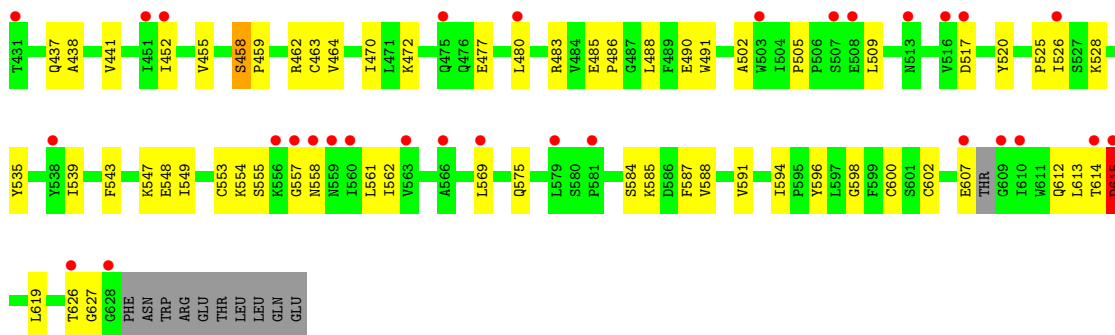 T431 Q437 A438 V441 I451 I452 V455 S458 P459 R462 C463 V464 I470 L471 K472 Q475 Q476 E477 L480 R483 V484 E485 P486 G487 L488 F489 E490 W491 A502 W503 I504 P505 P506 S507 E508 L509 N513 V516 D517 Y520 P525 I526 S527 K528
Y535 Y538 I539 F543 K547 E548 I549 C553 K554 S555 K556 G557 N558 N559 I560 L561 I562 V563 A566 L569 Q575 L579 S580 P581 S584 K585 D586 F587 V588 V591 I594 P595 Y596 L597 G598 F599 C600 S601 C602 E607 THR G609 I610 W611 Q612 L613 T614 D615
L619 T626 G627 G628 PHE ASN TRP ARG GLU THR LEU LEU GLN GLU